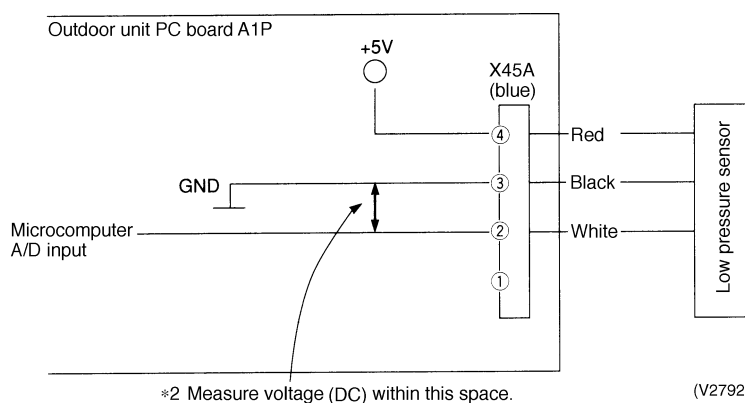 Outdoor unit PC board A1P
+5V
X45A
(blue)
④
Red
GND
③
Black
Microcomputer
A/D input
②
White
①
Low pressure sensor
*2 Measure voltage (DC) within this space.
(V2792